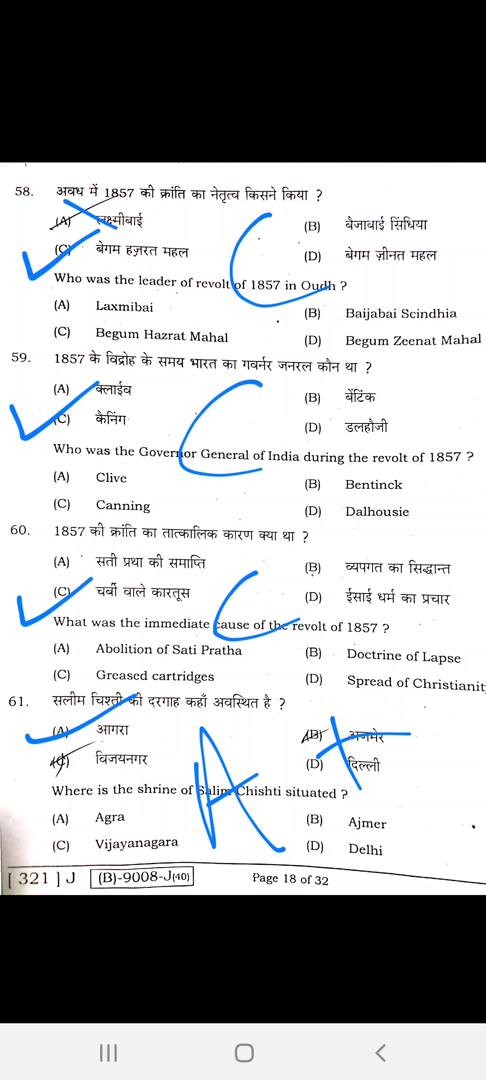 58. अवध में 1857 की क्रांति का नेतृत्व किसने किया ?
(A) लक्ष्मीबाई (B) बैजाबाई सिंधिया
(C) बेगम हज़रत महल (D) बेगम ज़ीनत महल
Who was the leader of revolt of 1857 in Oudh ?
(A) Laxmibai (B) Baijabai Scindhia
(C) Begum Hazrat Mahal (D) Begum Zeenat Mahal
C
59. 1857 के विद्रोह के समय भारत का गवर्नर जनरल कौन था ?
(A) क्लाईव (B) बेंटिंक
(C) कैनिंग (D) डलहौजी
Who was the Governor General of India during the revolt of 1857 ?
(A) Clive (B) Bentinck
(C) Canning (D) Dalhousie
C
60. 1857 की क्रांति का तात्कालिक कारण क्या था ?
(A) सती प्रथा की समाप्ति (B) व्यपगत का सिद्धान्त
(C) चर्बी वाले कारतूस (D) ईसाई धर्म का प्रचार
What was the immediate cause of the revolt of 1857 ?
(A) Abolition of Sati Pratha (B) Doctrine of Lapse
(C) Greased cartridges (D) Spread of Christianit
C
61. सलीम चिश्ती की दरगाह कहाँ अवस्थित है ?
(A) आगरा (B) अजमेर
(C) विजयनगर (D) दिल्ली
Where is the shrine of Salim Chishti situated ?
(A) Agra (B) Ajmer
(C) Vijayanagara (D) Delhi
A
[ 321 ] J (B)-9008-J(40) Page 18 of 32